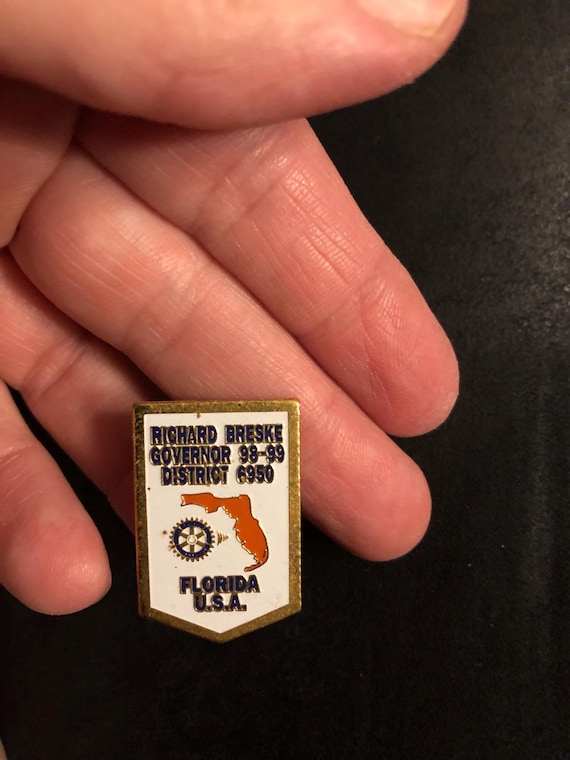 RICHARD BRESKE
GOVERNOR 98-99
DISTRICT 6950
FLORIDA
U.S.A.